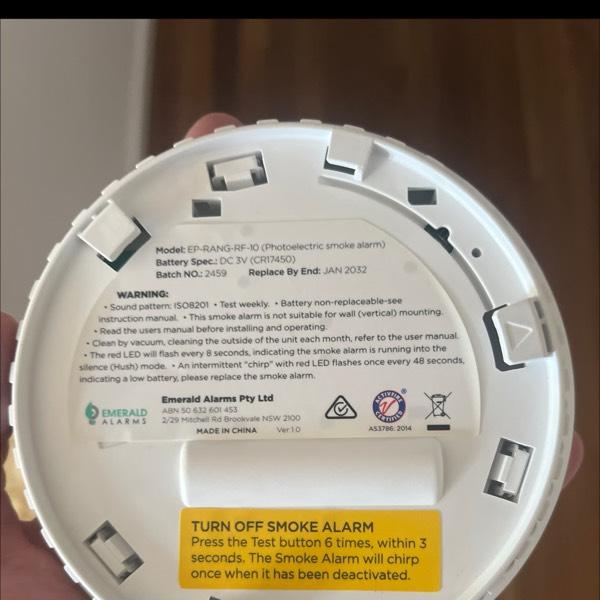 Model: EP-RANG-RF-10 (Photoelectric smoke alarm)
Battery Spec.: DC 3V (CR17450)
Batch NO.: 2459 Replace By End: JAN 2032
WARNING:
• Sound pattern: ISO8201 • Test weekly. • Battery non-replaceable-see
instruction manual. • This smoke alarm is not suitable for wall (vertical) mounting.
• Read the users manual before installing and operating.
• Clean by vacuum, cleaning the outside of the unit each month, refer to the user manual.
• The red LED will flash every 8 seconds, indicating the smoke alarm is running into the
silence (Hush) mode. • An intermittent "chirp" with red LED flashes once every 48 seconds,
indicating a low battery, please replace the smoke alarm.
EMERALD
ALARMS
Emerald Alarms Pty Ltd
ABN 50 632 601 453
2/29 Mitchell Rd Brookvale NSW 2100
MADE IN CHINA Ver 1.0
ACTIVFIRE
CERTIFIED
AS3786: 2014
TURN OFF SMOKE ALARM
Press the Test button 6 times, within 3
seconds. The Smoke Alarm will chirp
once when it has been deactivated.